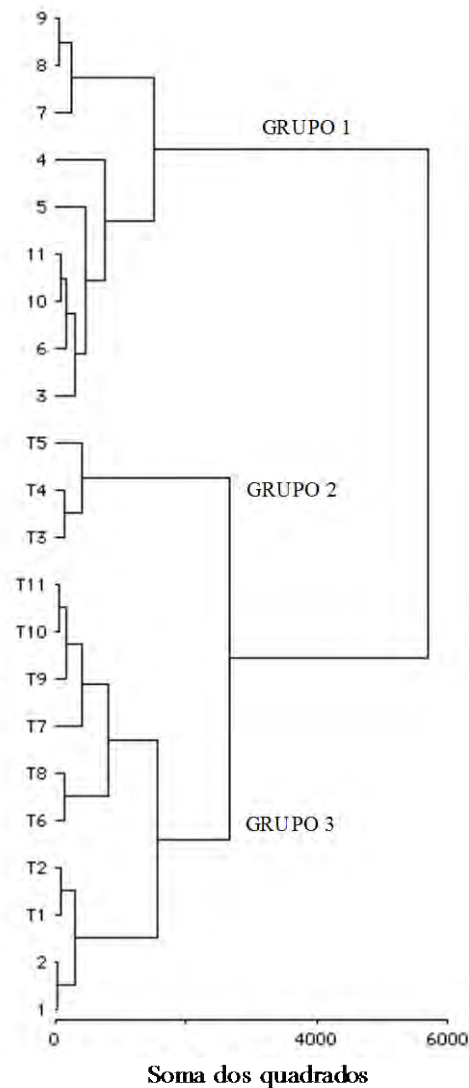 9
8
7
GRUPO 1
4
5
11
10
6
3
T5
T4
GRUPO 2
T3
T11
T10
T9
T7
T8
T6
GRUPO 3
T2
T1
2
1
0 4000 6000
Soma dos quadrados